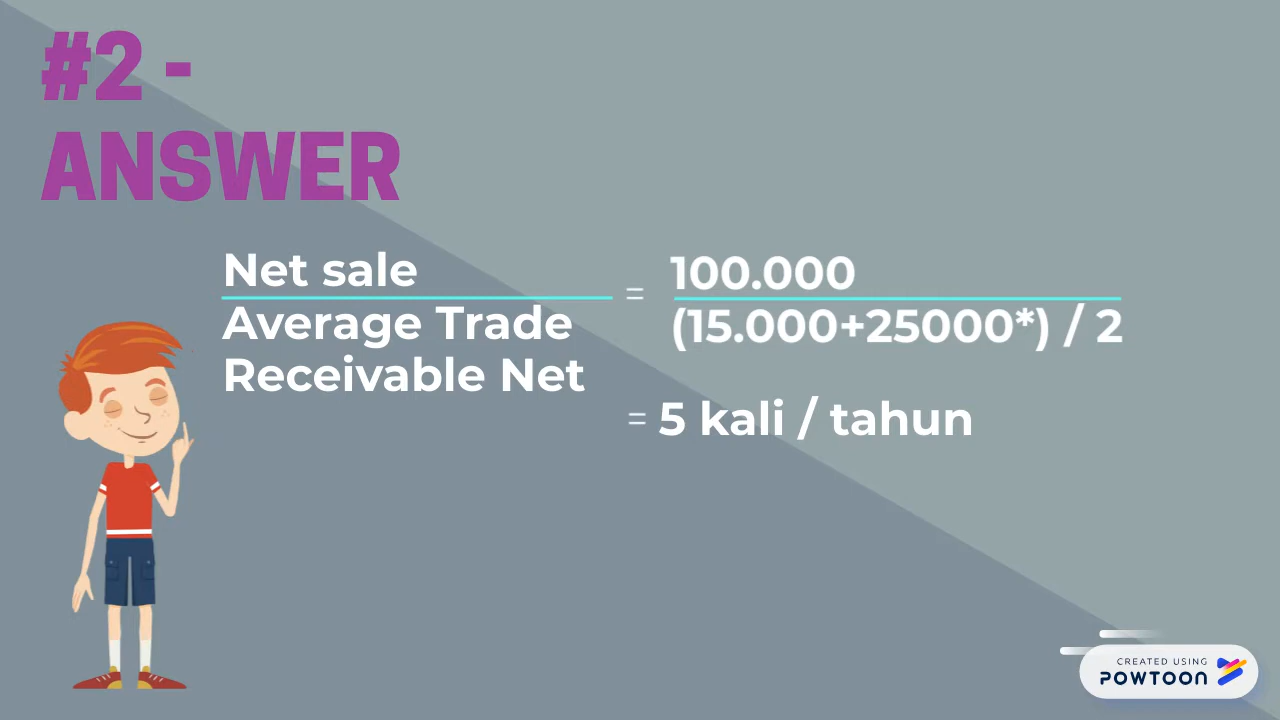 #2 -
ANSWER
Net sale
Average Trade
Receivable Net
=
100.000
(15.000+25000*) / 2
= 5 kali / tahun
CREATED USING
POWTOON